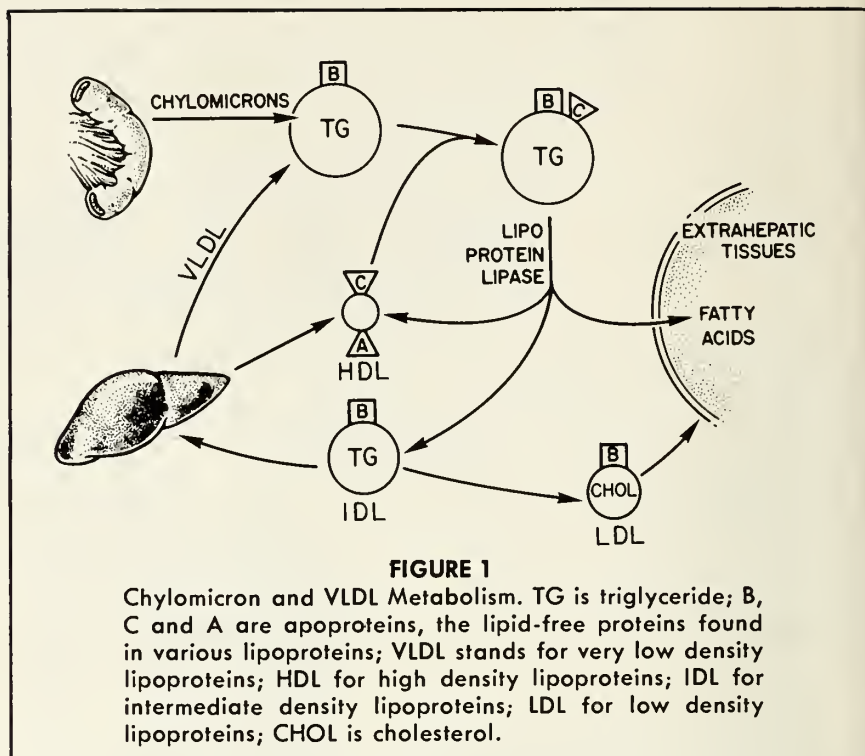 B
CHYLOMICRONS
TG
B C
TG
VLDL
LIPO
PROTEIN
LIPASE
EXTRAHEPATIC
TISSUES
FATTY
ACIDS
C
A
HDL
B
TG
IDL
B
CHOL
LDL
FIGURE 1
Chylomicron and VLDL Metabolism. TG is triglyceride; B,
C and A are apoproteins, the lipid-free proteins found
in various lipoproteins; VLDL stands for very low density
lipoproteins; HDL for high density lipoproteins; IDL for
intermediate density lipoproteins; LDL for low density
lipoproteins; CHOL is cholesterol.